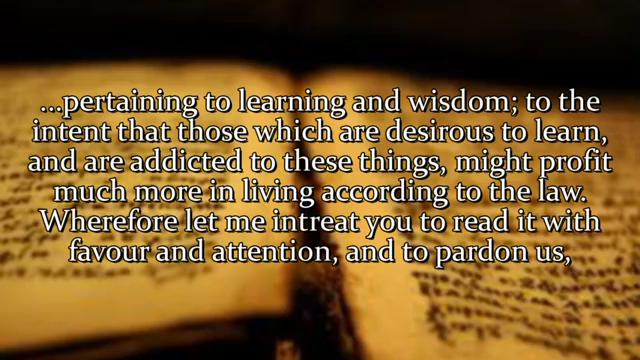 ...pertaining to learning and wisdom; to the
intent that those which are desirous to learn,
and are addicted to these things, might profit
much more in living according to the law.
Wherefore let me intreat you to read it with
favour and attention, and to pardon us,